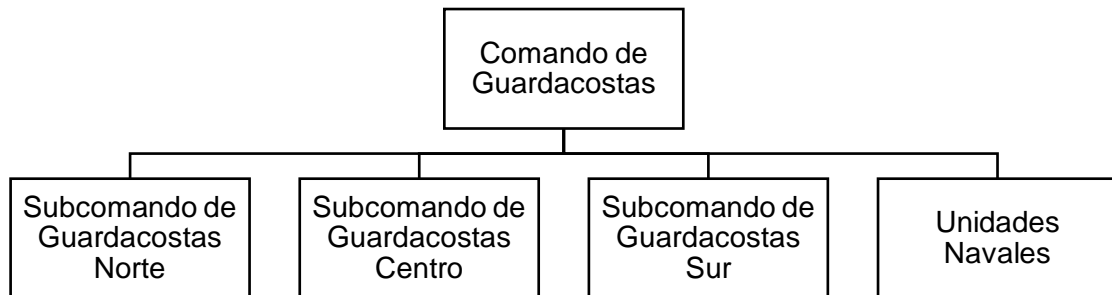 Comando de
Guardacostas
Subcomando de
Guardacostas
Norte
Subcomando de
Guardacostas
Centro
Subcomando de
Guardacostas
Sur
Unidades
Navales